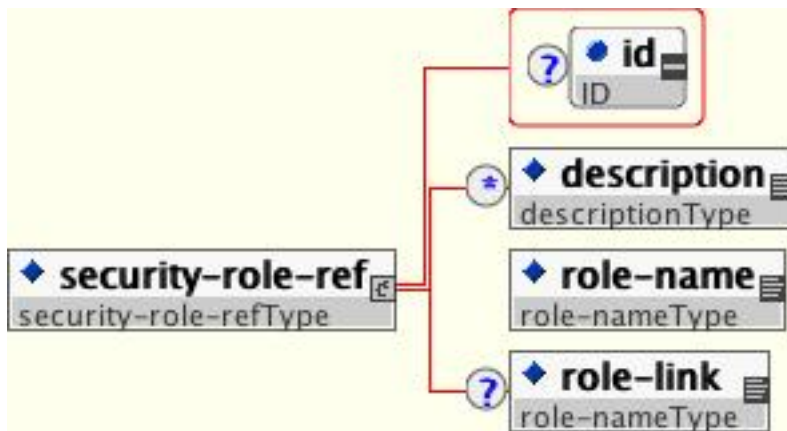 ? id
ID
* description
descriptionType
security-role-ref
security-role-refType
role-name
role-nameType
? role-link
role-nameType